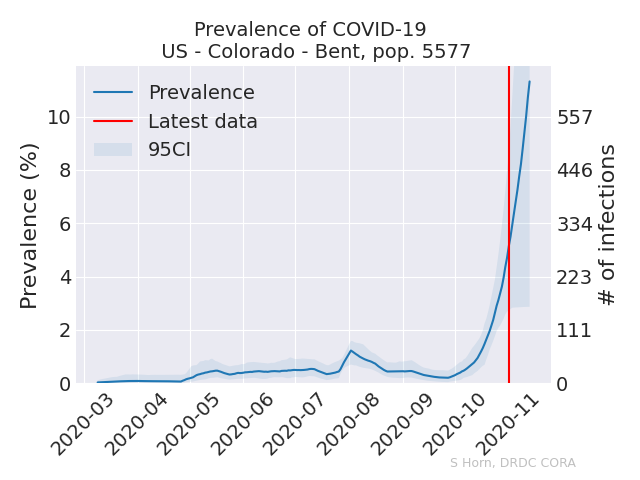 Prevalence of COVID-19
US - Colorado - Bent, pop. 5577
Prevalence
Latest data
95CI
Prevalence (%)
10
8
6
4
2
0
557
446
334
223
111
0
# of infections
2020-03
2020-04
2020-05
2020-06
2020-07
2020-08
2020-09
2020-10
2020-11
S Horn, DRDC CORA